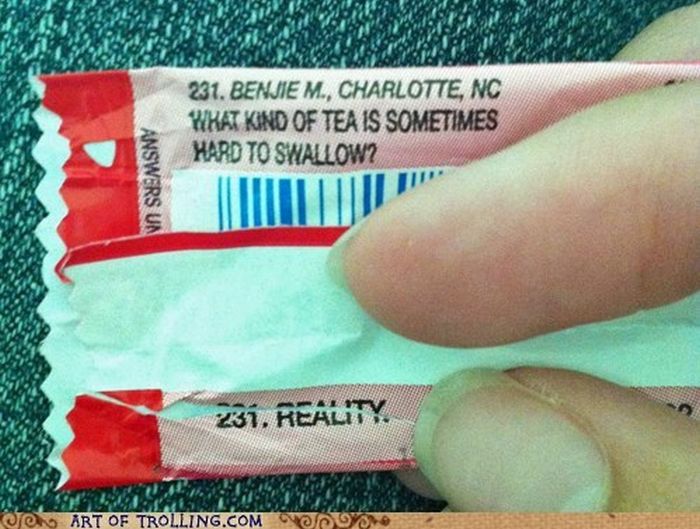 231. BENJIE M., CHARLOTTE, NC
WHAT KIND OF TEA IS SOMETIMES
HARD TO SWALLOW?
ANSWERS UN
231. REALITY.
ART OF TROLLING.COM